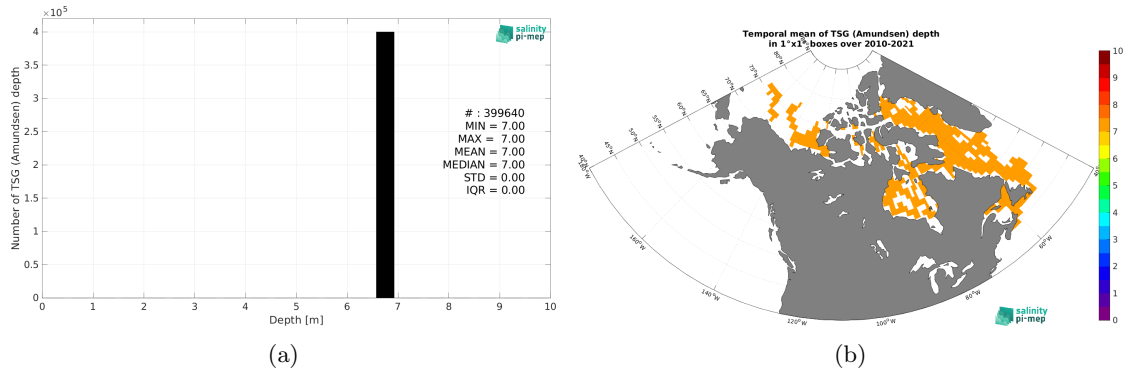 ×10⁵
4
3.5
3
2.5
2
1.5
1
0.5
0
0 1 2 3 4 5 6 7 8 9 10
Number of TSG (Amundsen) depth
Depth [m]
salinity
pi-mep
# : 399640
MIN = 7.00
MAX = 7.00
MEAN = 7.00
MEDIAN = 7.00
STD = 0.00
IQR = 0.00
(a)
Temporal mean of TSG (Amundsen) depth
in 1°x1° boxes over 2010-2021
80°N
75°N
70°N
65°N
60°N
55°N
50°N
45°N
160°W
140°W
120°W
100°W
80°W
60°W
10
9
8
7
6
5
4
3
2
1
0
salinity
pi-mep
(b)